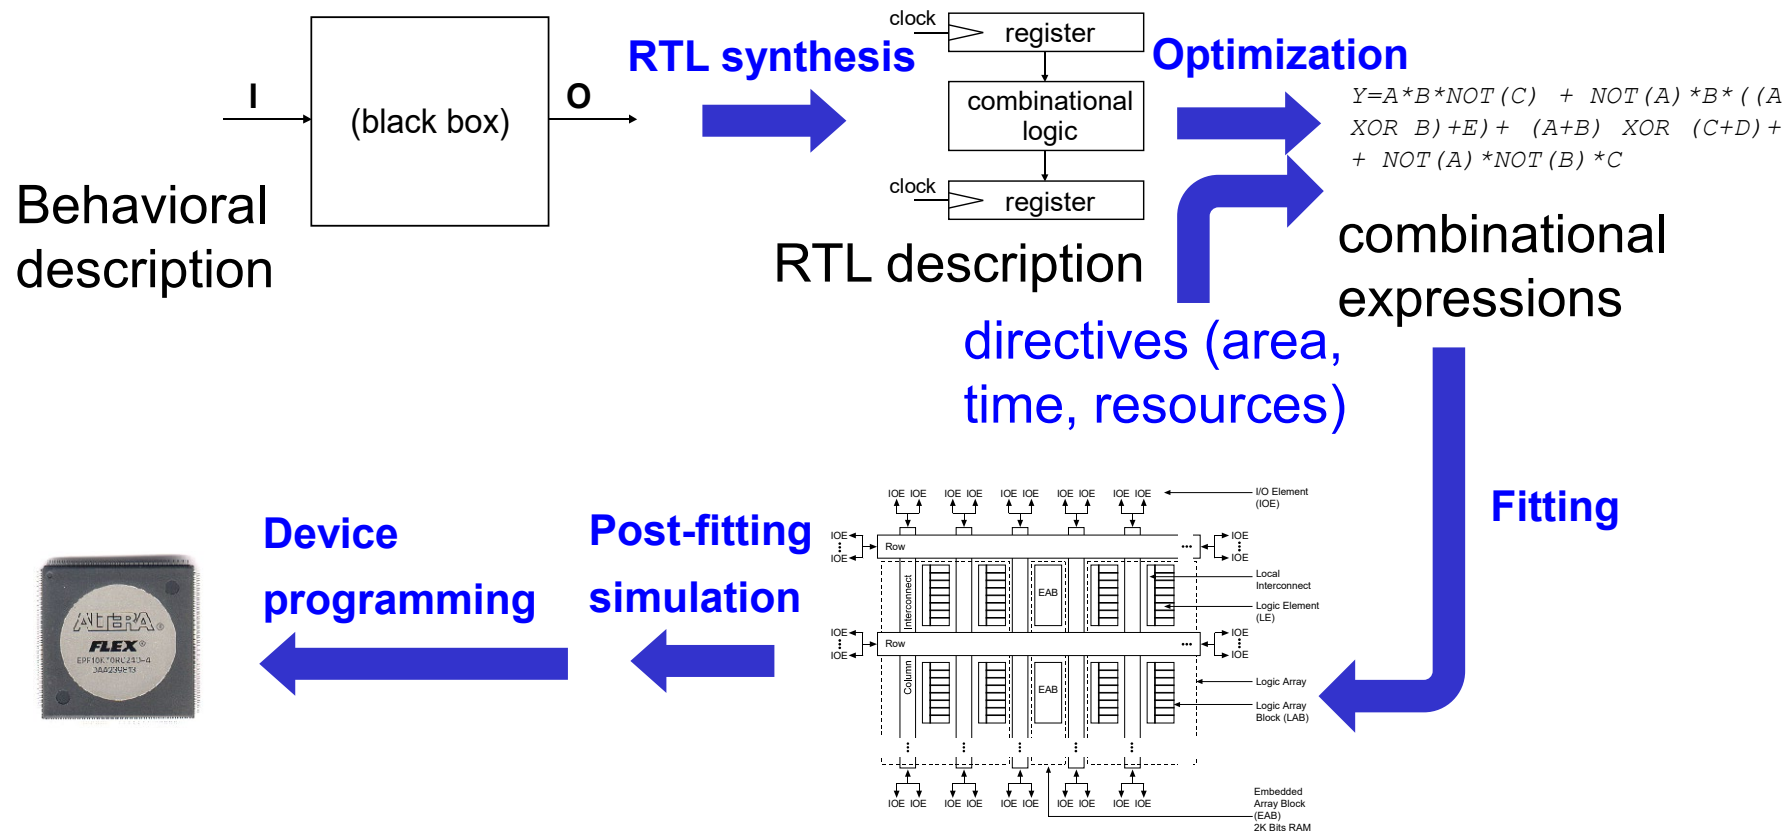 I
(black box)
O
Behavioral
description
RTL synthesis
clock
register
combinational
logic
clock
register
RTL description
Optimization
Y=A*B*NOT(C) + NOT(A)*B*((A
XOR B)+E)+ (A+B) XOR (C+D)+
+ NOT(A)*NOT(B)*C
combinational
expressions
directives (area,
time, resources)
Fitting
IOE IOE IOE IOE IOE IOE IOE IOE IOE IOE
I/O Element
(IOE)
IOE
IOE
Row
IOE
IOE
Interconnect
EAB
Local
Interconnect
Logic Element
(LE)
IOE
IOE
Row
IOE
IOE
Column
EAB
Logic Array
Logic Array
Block (LAB)
IOE IOE IOE IOE IOE IOE IOE IOE IOE IOE
Embedded
Array Block
(EAB)
2K Bits RAM
Post-fitting
simulation
Device
programming
ALTERA
FLEX